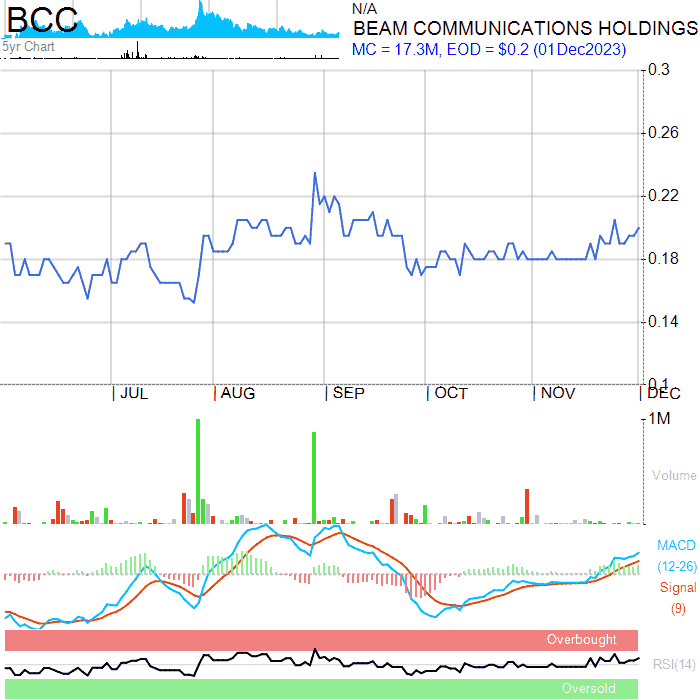 BCC
5yr Chart
N/A
BEAM COMMUNICATIONS HOLDINGS
MC = 17.3M, EOD = $0.2 (01Dec2023)
0.3
0.26
0.22
0.18
0.14
0.1
JUL AUG SEP OCT NOV DEC
1M
Volume
MACD
(12-26)
Signal
(9)
Overbought
RSI(14)
Oversold